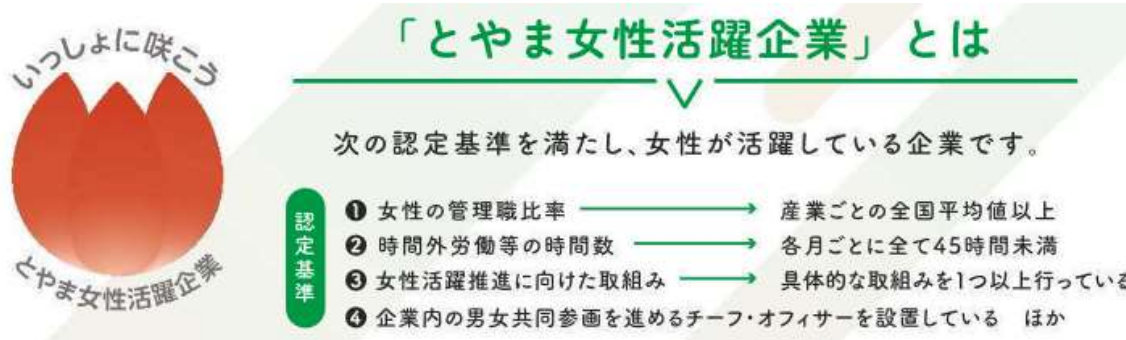 いっしょに咲こう
とやま女性活躍企業
「とやま女性活躍企業」とは
次の認定基準を満たし、女性が活躍している企業です。
認定基準
❶ 女性の管理職比率 → 産業ごとの全国平均値以上
❷ 時間外労働等の時間数 → 各月ごとに全て45時間未満
❸ 女性活躍推進に向けた取組み → 具体的な取組みを1つ以上行っている
❹ 企業内の男女共同参画を進めるチーフ・オフィサーを設置している ほか